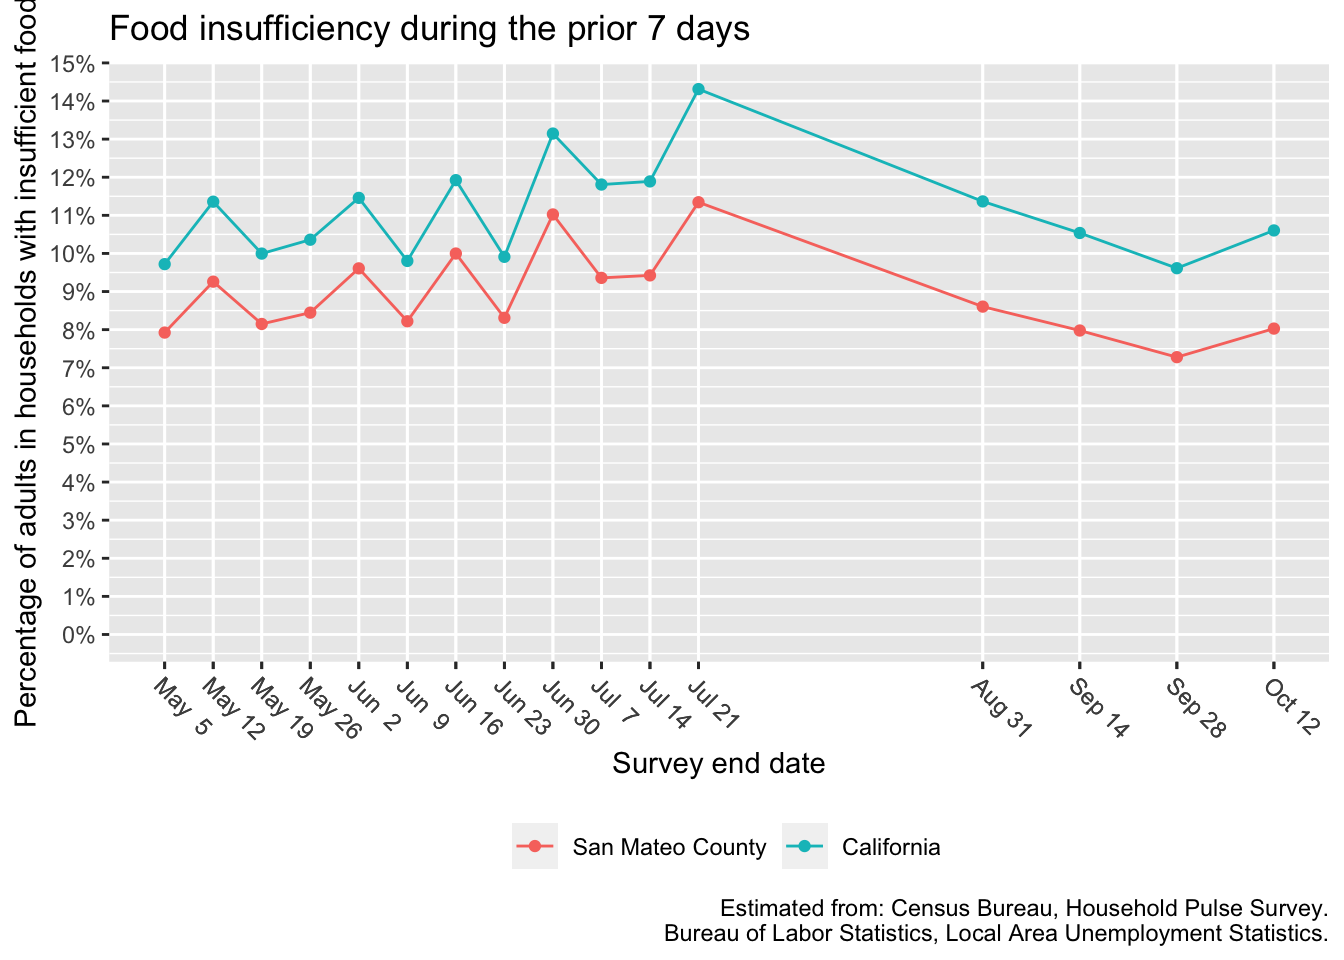 Food insufficiency during the prior 7 days
Percentage of adults in households with insufficient food
15%
14%
13%
12%
11%
10%
9%
8%
7%
6%
5%
4%
3%
2%
1%
0%
May 5
May 12
May 19
May 26
Jun 2
Jun 9
Jun 16
Jun 23
Jun 30
Jul 7
Jul 14
Jul 21
Aug 31
Sep 14
Sep 28
Oct 12
Survey end date
San Mateo County
California
Estimated from: Census Bureau, Household Pulse Survey.
Bureau of Labor Statistics, Local Area Unemployment Statistics.